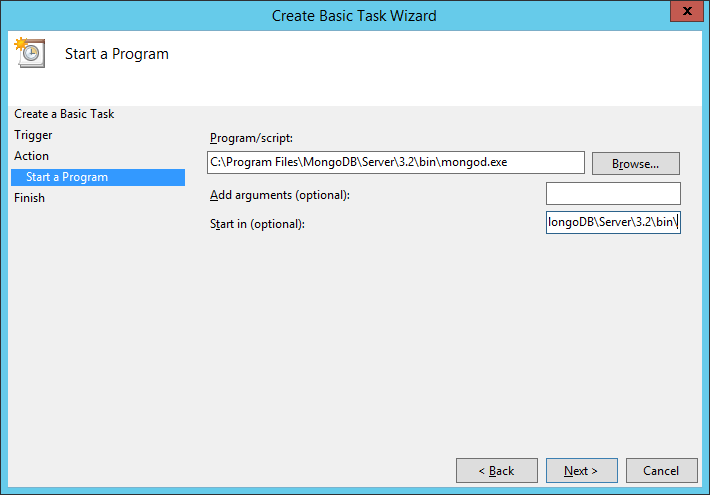 Create Basic Task Wizard
x
Start a Program
Create a Basic Task
Trigger
Action
Start a Program
Finish
Program/script:
C:\Program Files\MongoDB\Server\3.2\bin\mongod.exe
Browse...
Add arguments (optional):
Start in (optional):
longoDB\Server\3.2\bin\
< Back
Next >
Cancel